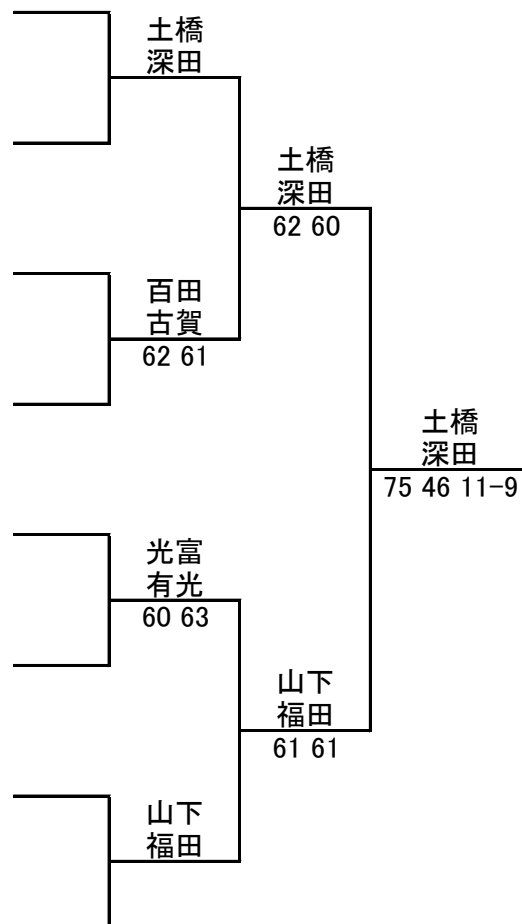 土橋
深田
土橋
深田
62 60
百田
古賀
62 61
土橋
深田
75 46 11-9
光富
有光
60 63
山下
福田
61 61
山下
福田